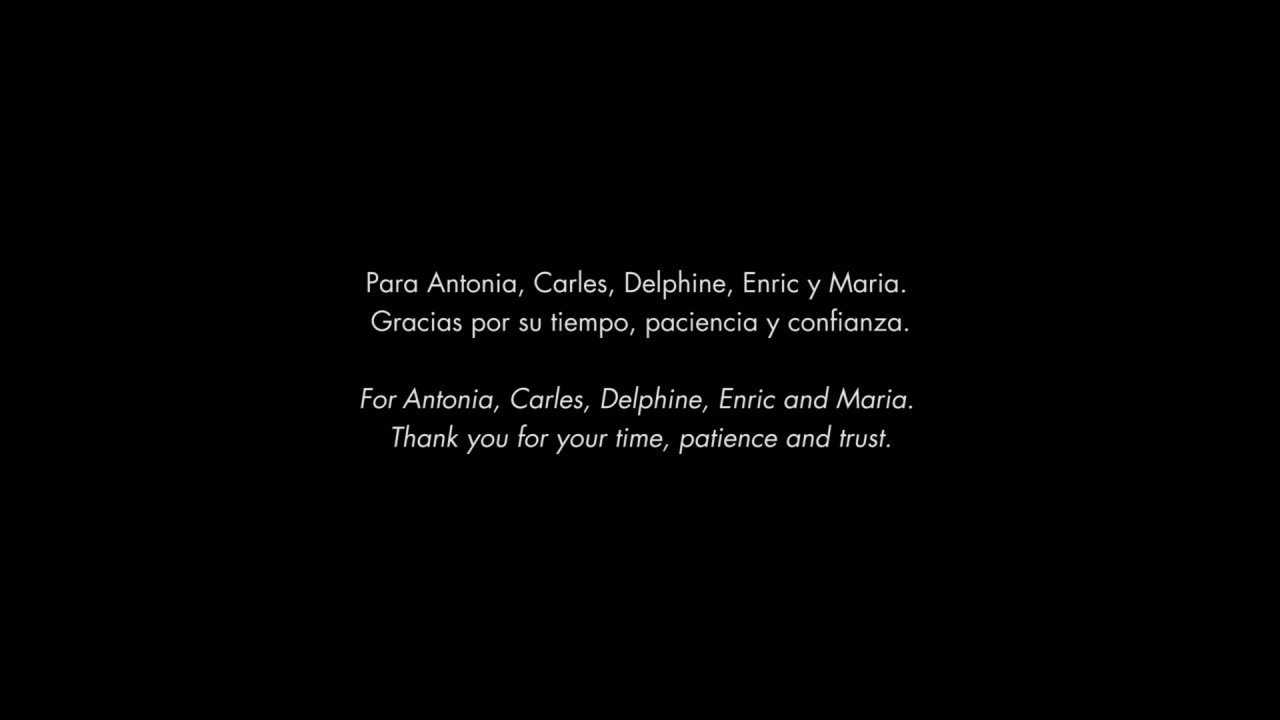 Para Antonia, Carles, Delphine, Enric y Maria.
Gracias por su tiempo, paciencia y confianza.
For Antonia, Carles, Delphine, Enric and Maria.
Thank you for your time, patience and trust.